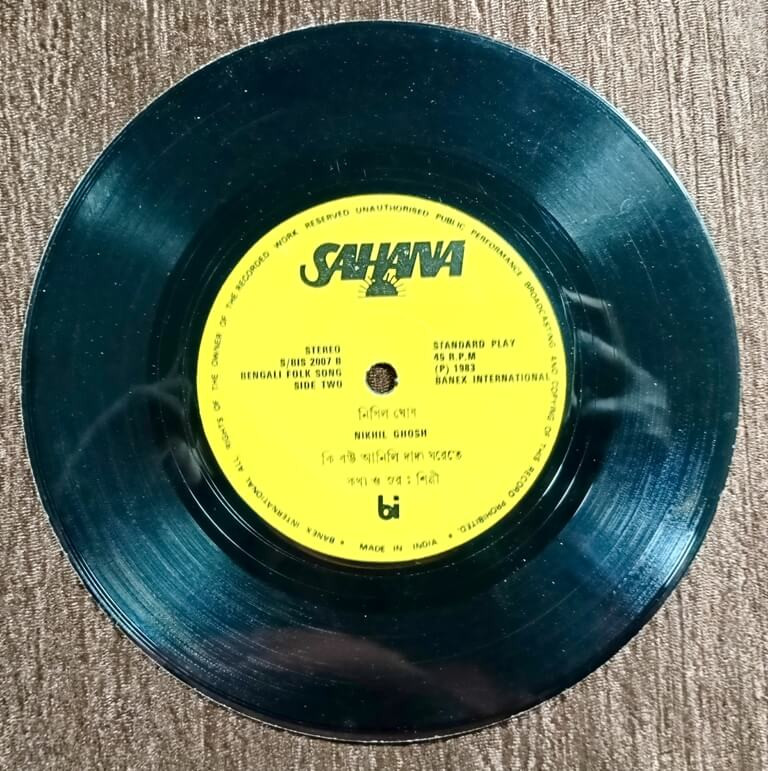 ALL RIGHTS OF THE OWNER OF THE RECORDED WORK RESERVED UNAUTHORISED PUBLIC PERFORMANCE BROADCASTING AND COPYING OF THIS RECORD PROHIBITED. • MADE IN INDIA • BANEX INTERNATIONAL
SAHANA
STEREO
S/BIS 2007 B
BENGALI FOLK SONG
SIDE TWO
STANDARD PLAY
45 R.P.M
(P) 1983
BANEX INTERNATIONAL
নিখিল ঘোষ
NIKHIL GHOSH
কি বউ আনিলি দাদা ঘরেতে
কথা ও সুর : শিল্পী
bi